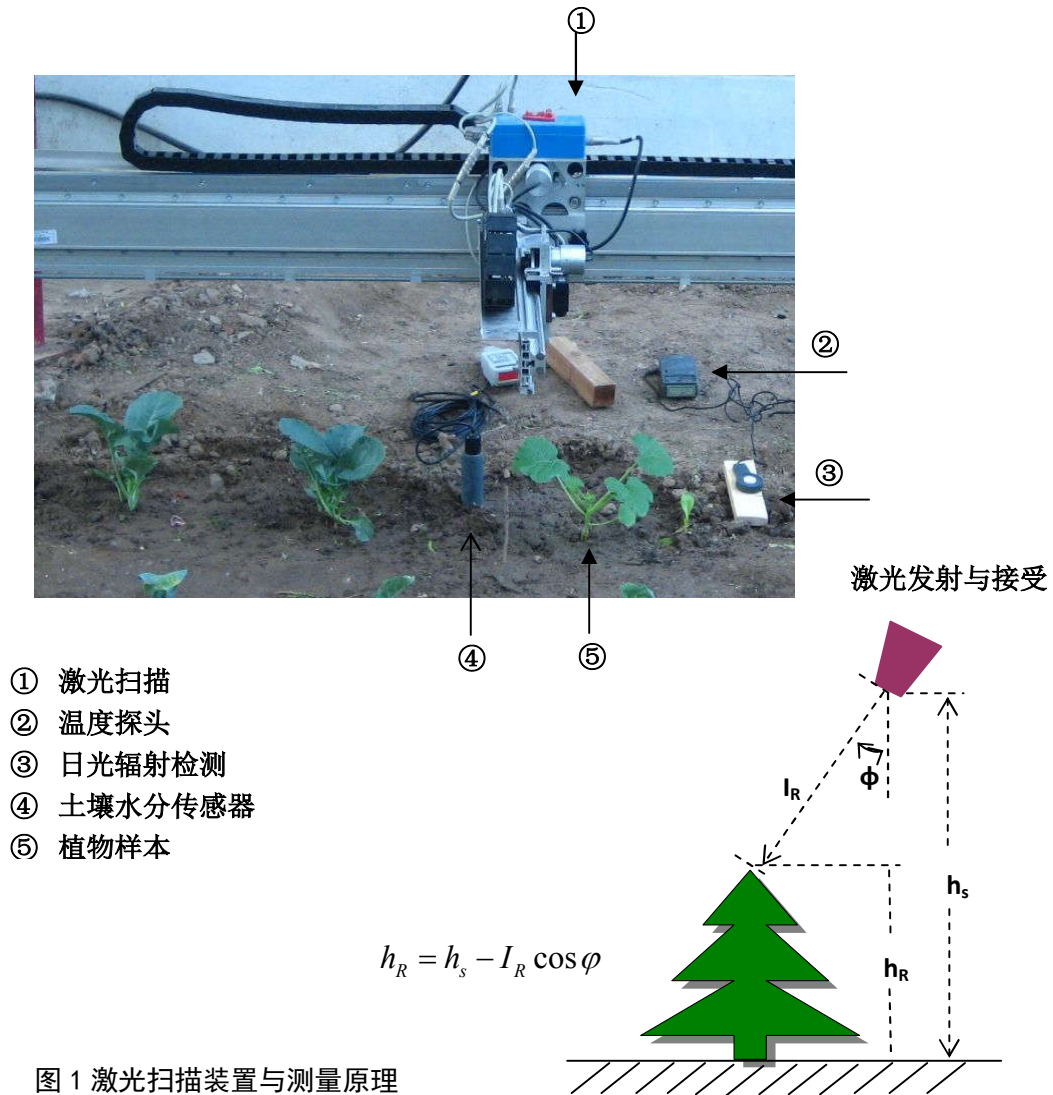 ①
②
③
④
⑤
激光发射与接受
① 激光扫描
② 温度探头
③ 日光辐射检测
④ 土壤水分传感器
⑤ 植物样本
ϕ
I_R
h_s
h_R
h_R = h_s − I_R cos φ
图 1 激光扫描装置与测量原理